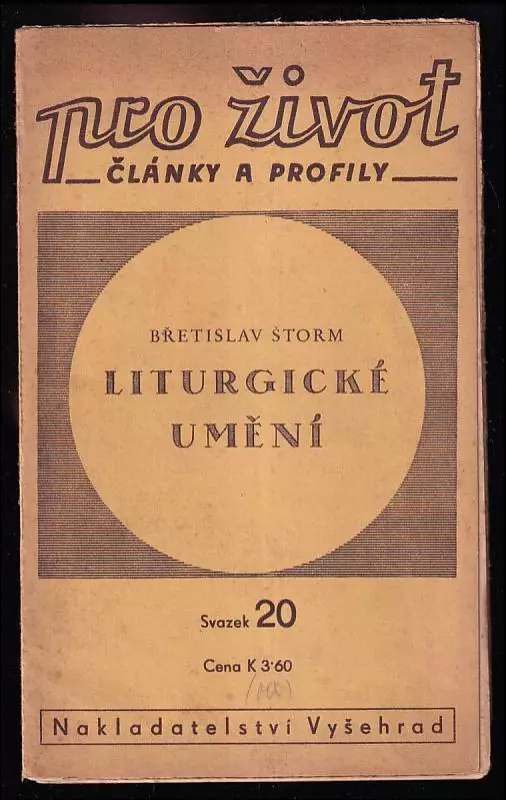 pro život
ČLÁNKY A PROFILY
BŘETISLAV ŠTORM
LITURGICKÉ
UMĚNÍ
Svazek 20
Cena K 3·60
Nakladatelství Vyšehrad